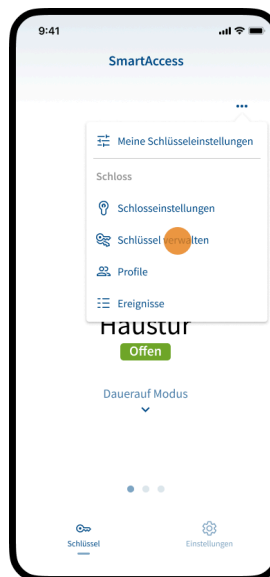 9:41
SmartAccess
Meine Schlüsseleinstellungen
Schloss
Schlosseinstellungen
Schlüssel verwalten
Profile
Ereignisse
Haustür
Offen
Dauerauf Modus
Schlüssel
Einstellungen